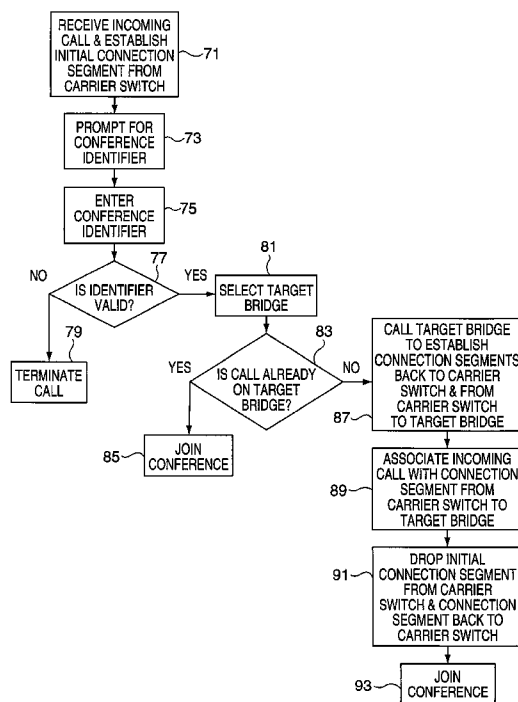 RECEIVE INCOMING
CALL & ESTABLISH
INITIAL CONNECTION
SEGMENT FROM
CARRIER SWITCH
71
PROMPT FOR
CONFERENCE
IDENTIFIER
73
ENTER
CONFERENCE
IDENTIFIER
75
77
NO
IS IDENTIFIER
VALID?
YES
79
TERMINATE
CALL
81
SELECT TARGET
BRIDGE
83
YES
IS CALL ALREADY
ON TARGET
BRIDGE?
NO
85
JOIN
CONFERENCE
CALL TARGET BRIDGE
TO ESTABLISH
CONNECTION SEGMENTS
BACK TO CARRIER
SWITCH & FROM
CARRIER SWITCH
TO TARGET BRIDGE
87
ASSOCIATE INCOMING
CALL WITH CONNECTION
SEGMENT FROM
CARRIER SWITCH TO
TARGET BRIDGE
89
DROP INITIAL
CONNECTION SEGMENT
FROM CARRIER
SWITCH & CONNECTION
SEGMENT BACK TO
CARRIER SWITCH
91
JOIN
CONFERENCE
93